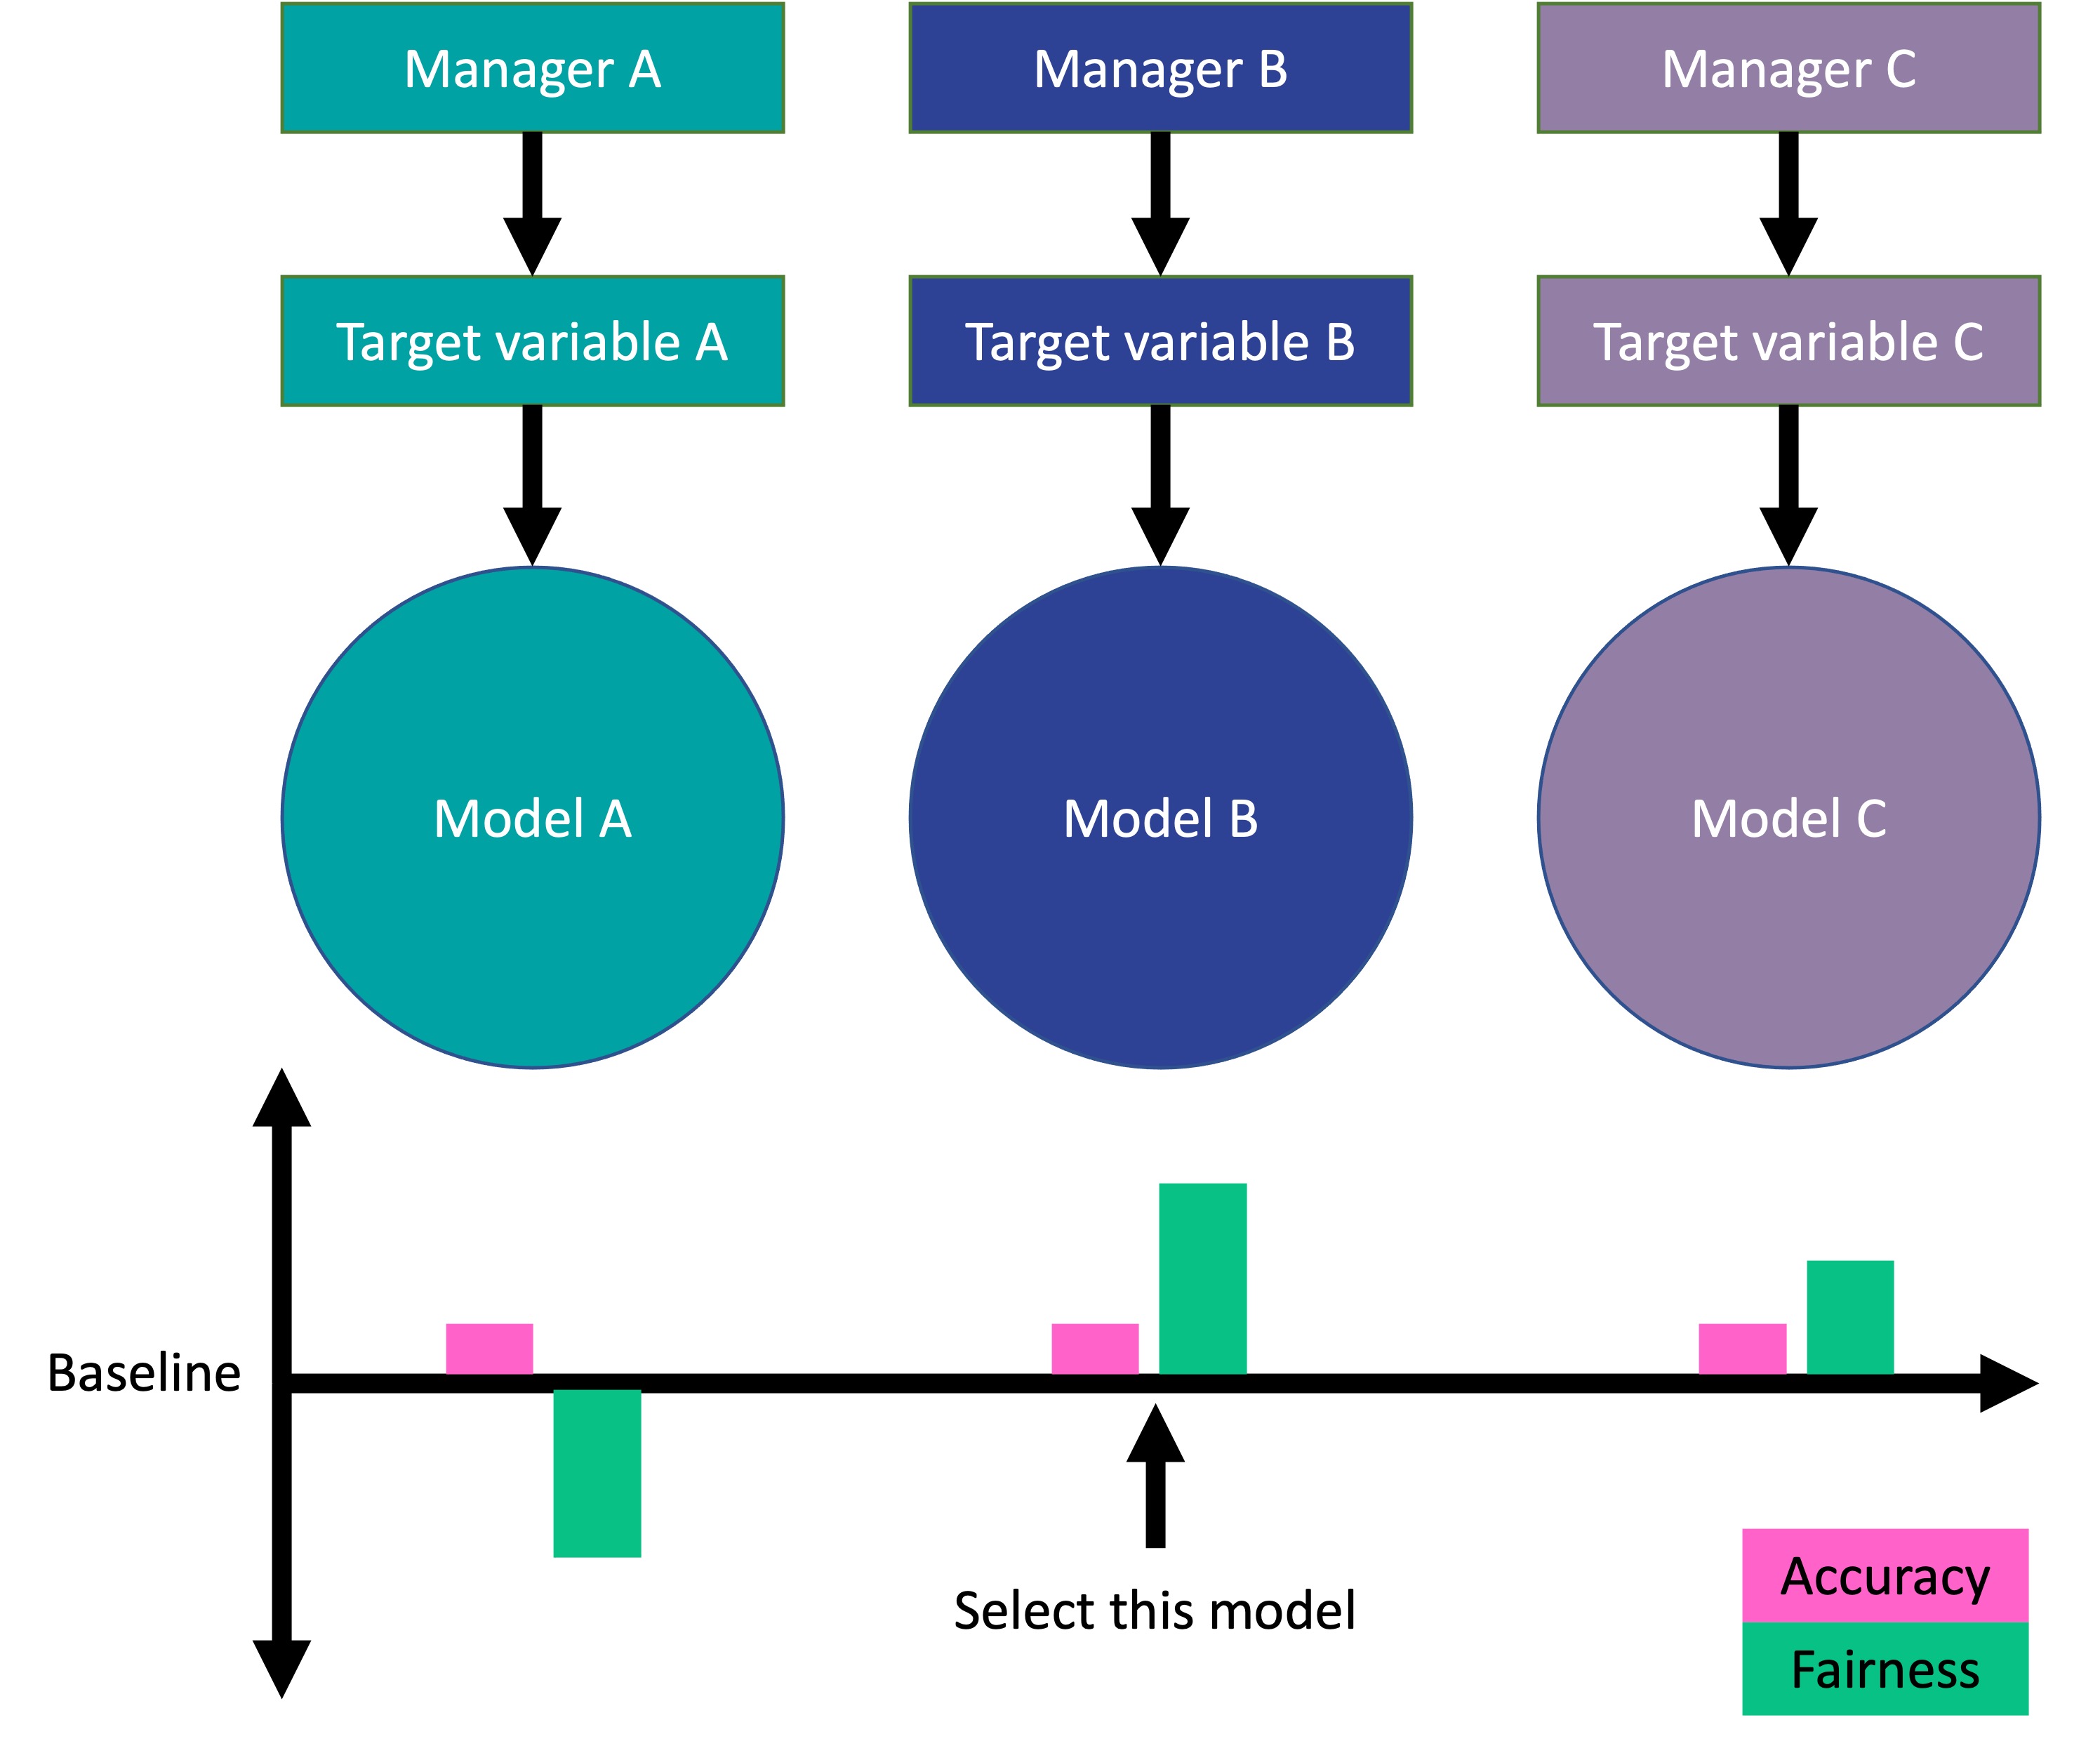 Manager A
Manager B
Manager C
Target variable A
Target variable B
Target variable C
Model A
Model B
Model C
Baseline
Select this model
Accuracy
Fairness